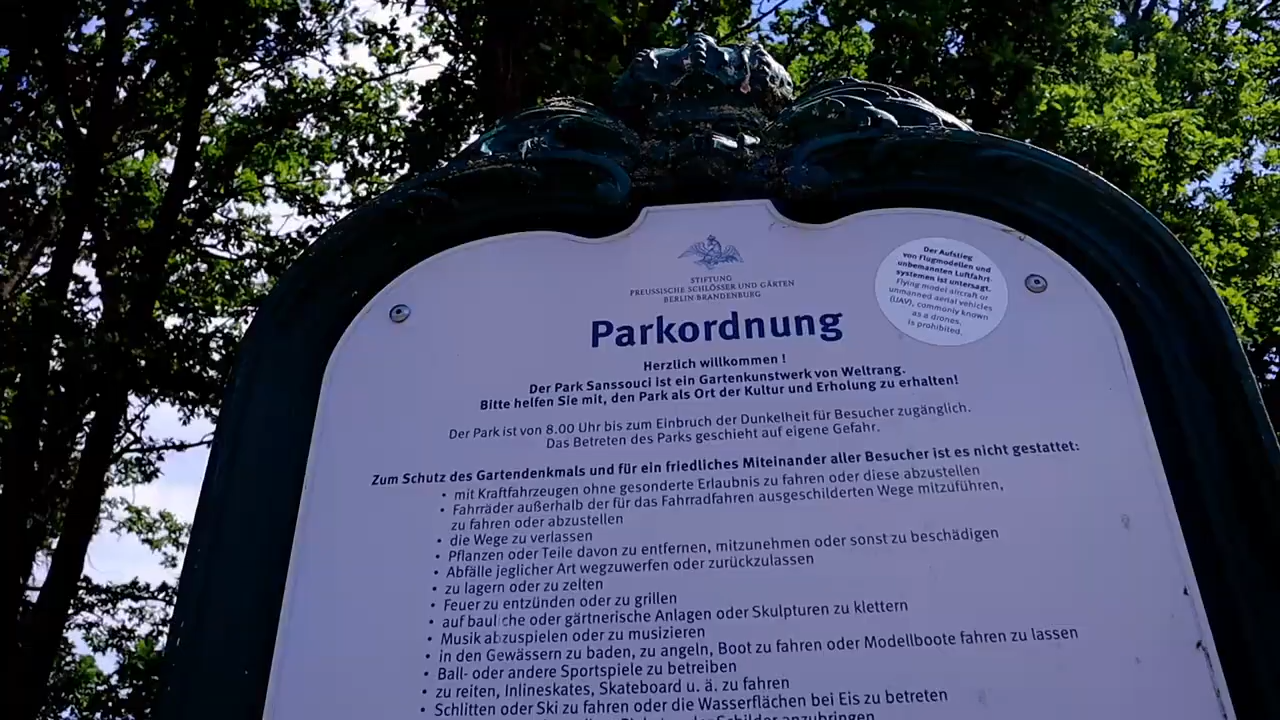 STIFTUNG
PREUSSISCHE SCHLÖSSER UND GÄRTEN
BERLIN-BRANDENBURG
Der Aufstieg
von Flugmodellen und
unbemannten Luftfahrt-
systemen ist untersagt.
Flying model aircraft or
unmanned aerial vehicles
(UAV), commonly known
as a drones,
is prohibited.
Parkordnung
Herzlich willkommen !
Der Park Sanssouci ist ein Gartenkunstwerk von Weltrang.
Bitte helfen Sie mit, den Park als Ort der Kultur und Erholung zu erhalten!
Der Park ist von 8.00 Uhr bis zum Einbruch der Dunkelheit für Besucher zugänglich.
Das Betreten des Parks geschieht auf eigene Gefahr.
Zum Schutz des Gartendenkmals und für ein friedliches Miteinander aller Besucher ist es nicht gestattet:
• mit Kraftfahrzeugen ohne gesonderte Erlaubnis zu fahren oder diese abzustellen
• Fahrräder außerhalb der für das Fahrradfahren ausgeschilderten Wege mitzuführen,
zu fahren oder abzustellen
• die Wege zu verlassen
• Pflanzen oder Teile davon zu entfernen, mitzunehmen oder sonst zu beschädigen
• Abfälle jeglicher Art wegzuwerfen oder zurückzulassen
• zu lagern oder zu zelten
• Feuer zu entzünden oder zu grillen
• auf bauliche oder gärtnerische Anlagen oder Skulpturen zu klettern
• Musik abzuspielen oder zu musizieren
• in den Gewässern zu baden, zu angeln, Boot zu fahren oder Modellboote fahren zu lassen
• Ball- oder andere Sportspiele zu betreiben
• zu reiten, Inlineskates, Skateboard u. ä. zu fahren
• Schlitten oder Ski zu fahren oder die Wasserflächen bei Eis zu betreten
oder Schilder anzubringen